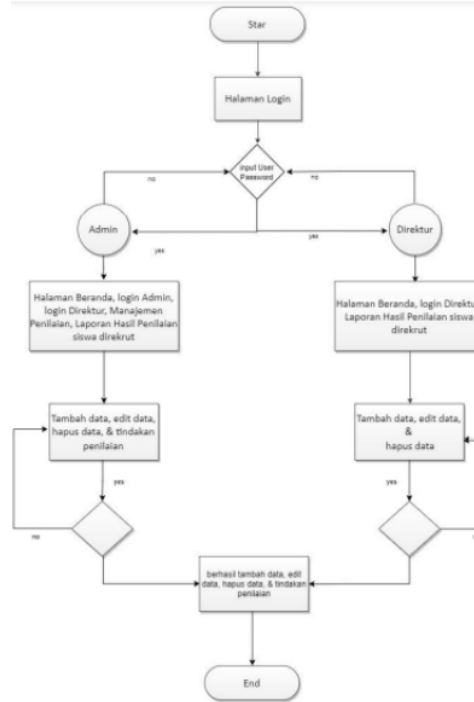 Star
Halaman Login
Input User
Password
no
no
Admin
Direktur
yes
yes
Halaman Beranda, login Admin,
login Direktur, Manajemen
Penilaian, Laporan Hasil Penilaian
siswa direkrut
Halaman Beranda, login Direktu
Laporan Hasil Penilaian siswa
direkrut
Tambah data, edit data,
hapus data, & tindakan
penilaian
Tambah data, edit data,
&
hapus data
yes
yes
no
no
berhasil tambah data, edit
data, hapus data, & tindakan
penilaian
End